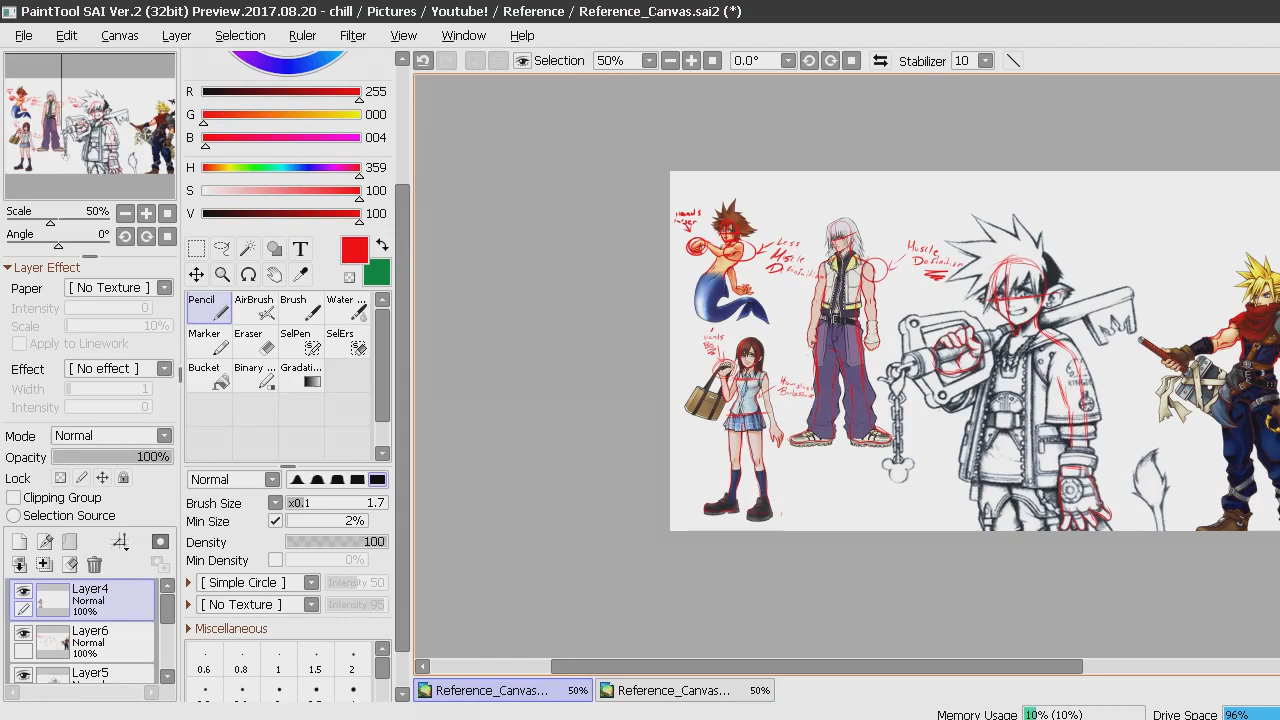 PaintTool SAI Ver.2 (32bit) Preview.2017.08.20 - chill / Pictures / Youtube! / Reference / Reference_Canvas.sai2 (*)
File Edit Canvas Layer Selection Ruler Filter View Window Help
Selection 50% 0.0° Stabilizer 10
R 255
G 000
B 004
H 359
S 100
V 100
Scale 50%
Angle 0°
Layer Effect
Paper [ No Texture ]
Intensity 0
Scale 10%
Apply to Linework
Effect [ No effect ]
Width 1
Intensity 0
Mode Normal
Opacity 100%
Lock
Clipping Group
Selection Source
Layer4
Normal
100%
Layer6
Normal
100%
Layer5
T
Pencil AirBrush Brush Water ...
Marker Eraser SelPen SelErs
Bucket Binary ... Gradati...
Normal
Brush Size x0.1 1.7
Min Size 2%
Density 100
Min Density 0%
[ Simple Circle ] Intensity 50
[ No Texture ] Intensity 95
Miscellaneous
0.6 0.8 1 1.5 2
Hands
Less
Muscle
Definition
Muscle
Definition
Reference_Canvas... 50% Reference_Canvas... 50%
Memory Usage 10% (10%) Drive Space 96%